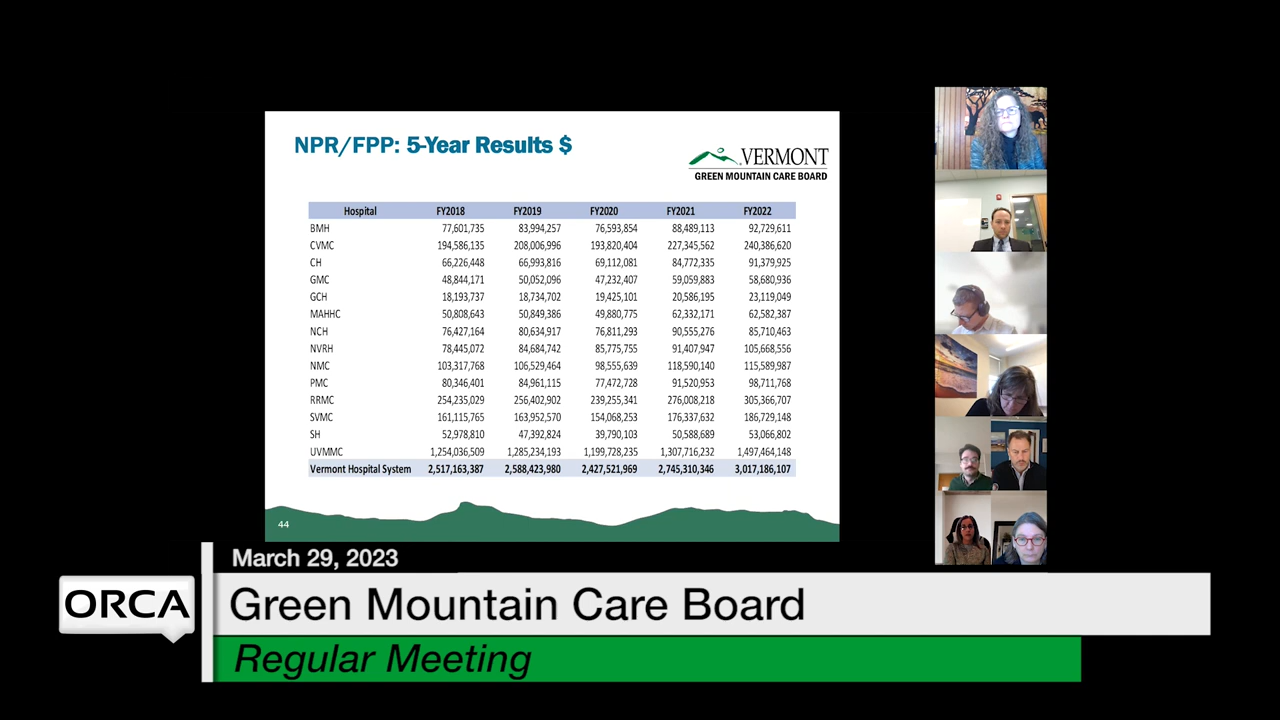 NPR/FPP: 5-Year Results $
VERMONT
GREEN MOUNTAIN CARE BOARD
Hospital FY2018 FY2019 FY2020 FY2021 FY2022
BMH 77,601,735 83,994,257 76,593,854 88,489,113 92,729,611
CVMC 194,586,135 208,006,996 193,820,404 227,345,562 240,386,620
CH 66,226,448 66,993,816 69,112,081 84,772,335 91,379,925
GMC 48,844,171 50,052,096 47,232,407 59,059,883 58,680,936
GCH 18,193,737 18,734,702 19,425,101 20,586,195 23,119,049
MAHHC 50,808,643 50,849,386 49,880,775 62,332,171 62,582,387
NCH 76,427,164 80,634,917 76,811,293 90,555,276 85,710,463
NVRH 78,445,072 84,684,742 85,775,755 91,407,947 105,668,556
NMC 103,317,768 106,529,464 98,555,639 118,590,140 115,589,987
PMC 80,346,401 84,961,115 77,472,728 91,520,953 98,711,768
RRMC 254,235,029 256,402,902 239,255,341 276,008,218 305,366,707
SVMC 161,115,765 163,952,570 154,068,253 176,337,632 186,729,148
SH 52,978,810 47,392,824 39,790,103 50,588,689 53,066,802
UVMMC 1,254,036,509 1,285,234,193 1,199,728,235 1,307,716,232 1,497,464,148
Vermont Hospital System 2,517,163,387 2,588,423,980 2,427,521,969 2,745,310,346 3,017,186,107
44
March 29, 2023
ORCA
Green Mountain Care Board
Regular Meeting